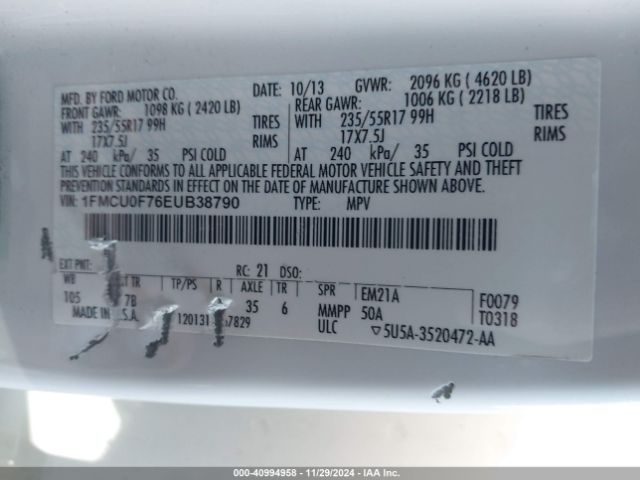 MFD. BY FORD MOTOR CO. DATE: 10/13 GVWR: 2096 KG ( 4620 LB)
FRONT GAWR: 1098 KG ( 2420 LB) REAR GAWR: 1006 KG ( 2218 LB)
WITH 235/55R17 99H TIRES WITH 235/55R17 99H TIRES
17X7.5J RIMS 17X7.5J RIMS
AT 240 kPa/ 35 PSI COLD AT 240 kPa/ 35 PSI COLD
THIS VEHICLE CONFORMS TO ALL APPLICABLE FEDERAL MOTOR VEHICLE SAFETY AND THEFT
PREVENTION STANDARDS IN EFFECT ON THE DATE OF MANUFACTURE SHOWN ABOVE.
VIN: 1FMCU0F76EUB38790 TYPE: MPV
EXT PNT: RC: 21 DSO:
WB TR TP/PS R AXLE TR SPR EM21A F0079
105 7B 35 6 MMPP 50A T0318
MADE IN U.S.A. 120131 7829 ULC ▽5U5A-3520472-AA
000-40994958 - 11/29/2024 - IAA Inc.